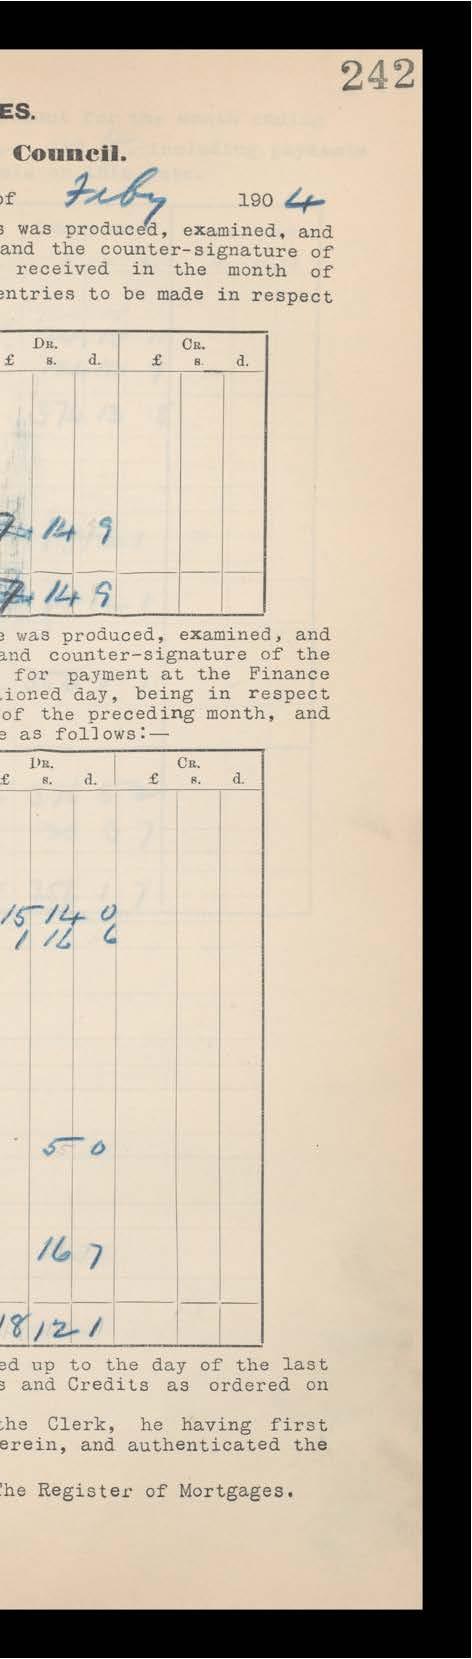 242
ES.
Council.
of Feby 1904
s was produced, examined, and
and the counter-signature of
received in the month of
entries to be made in respect
DR. CR.
£ s. d. £ s. d.
7 14 9
7 14 9
e was produced, examined, and
and counter-signature of the
for payment at the Finance
ioned day, being in respect
of the preceding month, and
e as follows:—
DR. CR.
£ s. d. £ s. d.
15 14 0
1 16 6
5 0
16 7
18 12 1
ed up to the day of the last
s and Credits as ordered on
the Clerk, he having first
erein, and authenticated the
The Register of Mortgages.